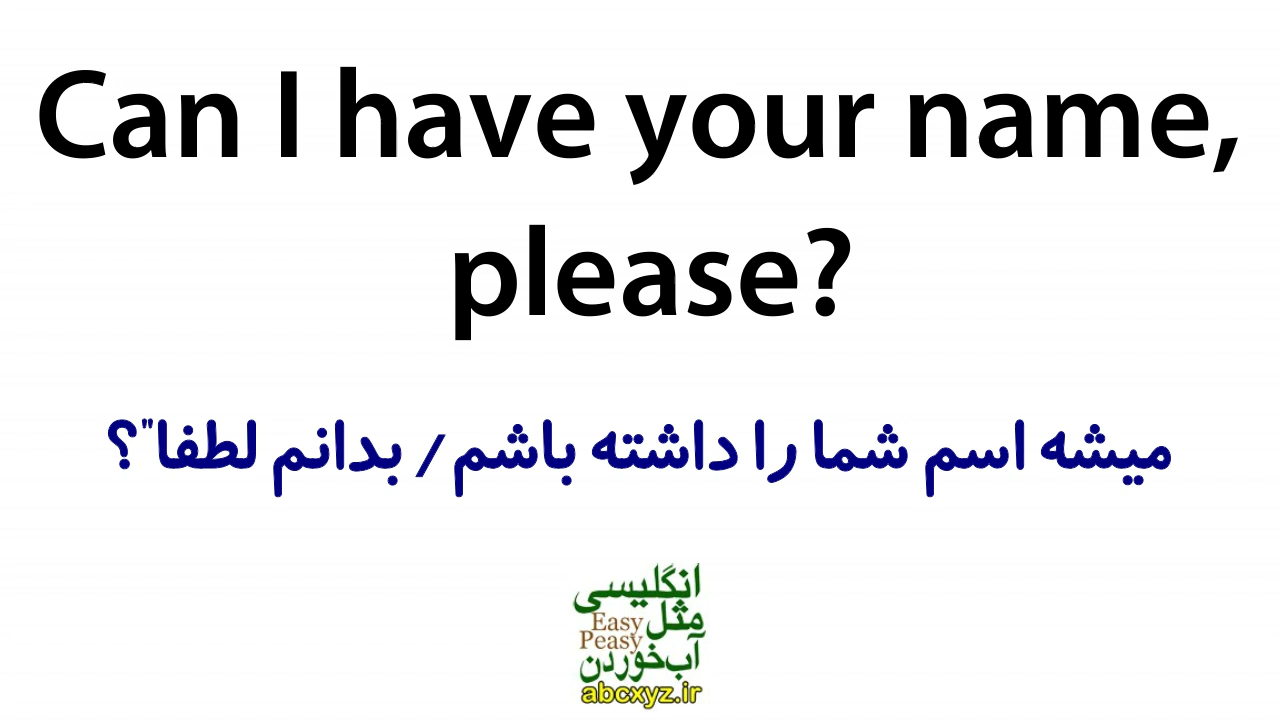 Can I have your name,
please?
میشه اسم شما را داشته باشم / بدانم لطفا"؟
انگلیسی
مثل
Easy
Peasy
آب‌خوردن
abcxyz.ir